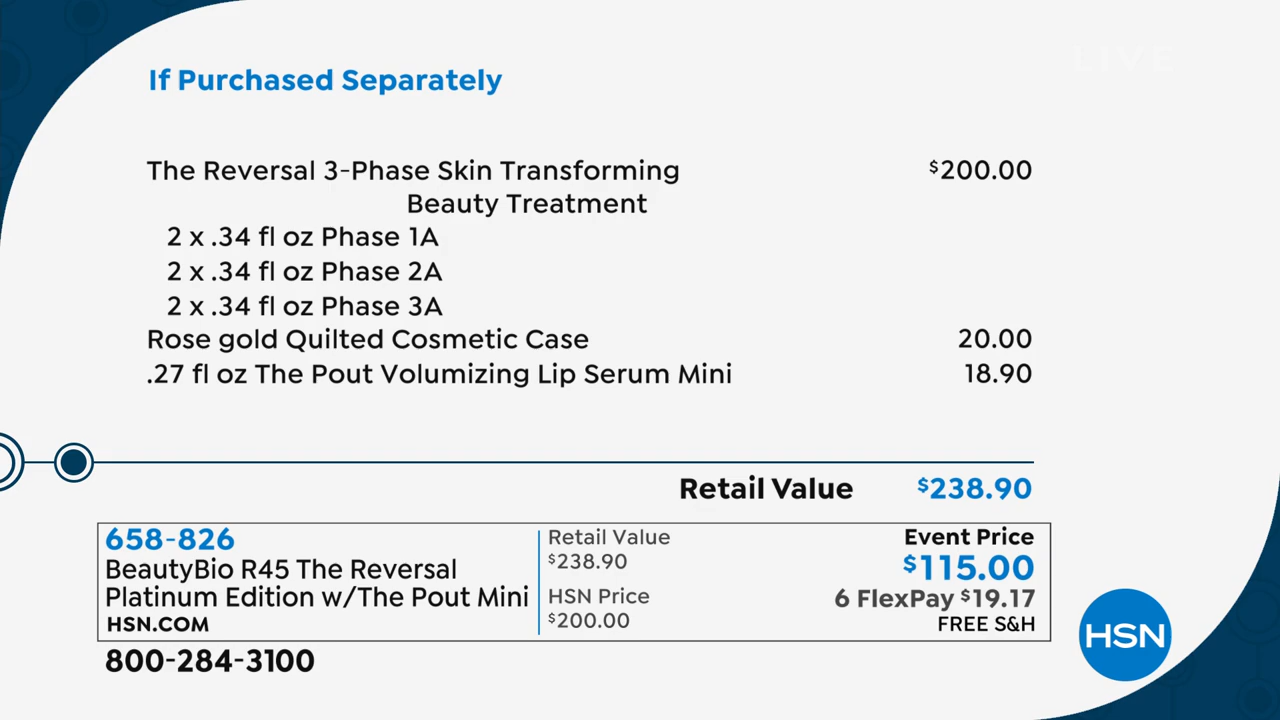 LIVE
If Purchased Separately
The Reversal 3-Phase Skin Transforming $200.00
Beauty Treatment
2 x .34 fl oz Phase 1A
2 x .34 fl oz Phase 2A
2 x .34 fl oz Phase 3A
Rose gold Quilted Cosmetic Case 20.00
.27 fl oz The Pout Volumizing Lip Serum Mini 18.90
Retail Value $238.90
658-826
BeautyBio R45 The Reversal
Platinum Edition w/The Pout Mini
HSN.COM
Retail Value
$238.90
HSN Price
$200.00
Event Price
$115.00
6 FlexPay $19.17
FREE S&H
HSN
800-284-3100